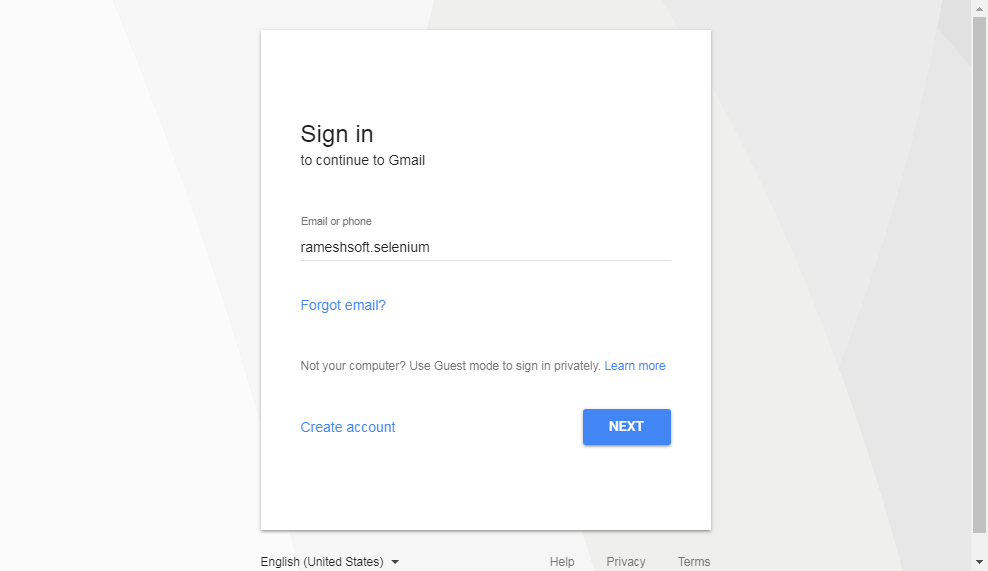 Sign in
to continue to Gmail
Email or phone
rameshsoft.selenium
Forgot email?
Not your computer? Use Guest mode to sign in privately. Learn more
Create account
NEXT
English (United States)
Help
Privacy
Terms